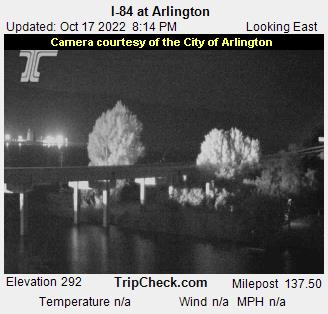 I-84 at Arlington
Updated: Oct 17 2022 8:14 PM Looking East
Camera courtesy of the City of Arlington
Elevation 292 TripCheck.com Milepost 137.50
Temperature n/a Wind n/a MPH n/a